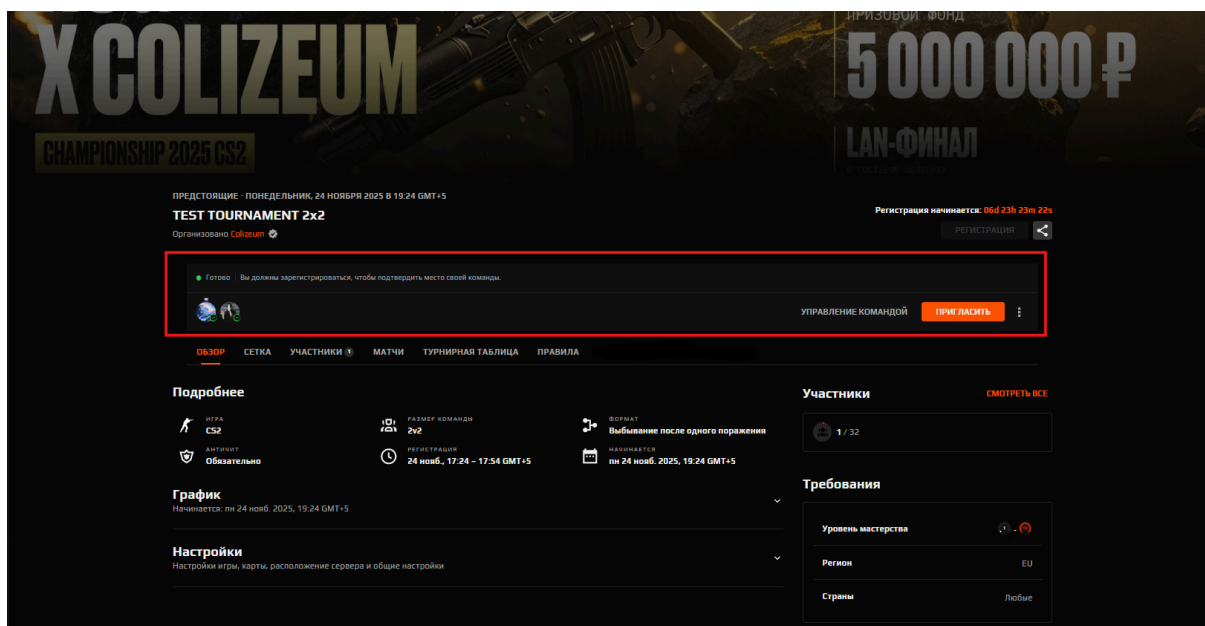 X COLIZEUM
CHAMPIONSHIP 2025 CS2
ПРИЗОВОЙ ФОНД
5 000 000 ₽
LAN-ФИНАЛ
ПРЕДСТОЯЩИЕ · ПОНЕДЕЛЬНИК, 24 НОЯБРЯ 2025 В 19:24 GMT+5
TEST TOURNAMENT 2x2
Организовано Colizeum
Регистрация начинается: 06d 23h 23m 22s
РЕГИСТРАЦИЯ
Готово Вы должны зарегистрироваться, чтобы подтвердить место своей команды.
УПРАВЛЕНИЕ КОМАНДОЙ ПРИГЛАСИТЬ
ОБЗОР СЕТКА УЧАСТНИКИ 1 МАТЧИ ТУРНИРНАЯ ТАБЛИЦА ПРАВИЛА
Подробнее
ИГРА
CS2
РАЗМЕР КОМАНДЫ
2v2
ФОРМАТ
Выбывание после одного поражения
АНТИЧИТ
Обязательно
РЕГИСТРАЦИЯ
24 нояб., 17:24 – 17:54 GMT+5
НАЧИНАЕТСЯ
пн 24 нояб. 2025, 19:24 GMT+5
График
Начинается: пн 24 нояб. 2025, 19:24 GMT+5
Настройки
Настройки игры, карты, расположение сервера и общие настройки
Участники СМОТРЕТЬ ВСЕ
1 / 32
Требования
Уровень мастерства 1 - 10
Регион EU
Страны Любые